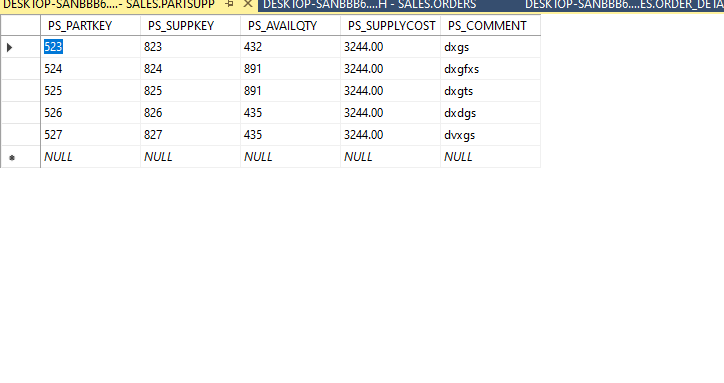 DESKTOP-SANBBB6....- SALES.PARTSUPP DESKTOP-SANBBB6....H - SALES.ORDERS DESKTOP-SANBBB6...ES.ORDER_DETA
PS_PARTKEY PS_SUPPKEY PS_AVAILQTY PS_SUPPLYCOST PS_COMMENT
523 823 432 3244.00 dxgs
524 824 891 3244.00 dxgfxs
525 825 891 3244.00 dxgts
526 826 435 3244.00 dxdgs
527 827 435 3244.00 dvxgs
NULL NULL NULL NULL NULL